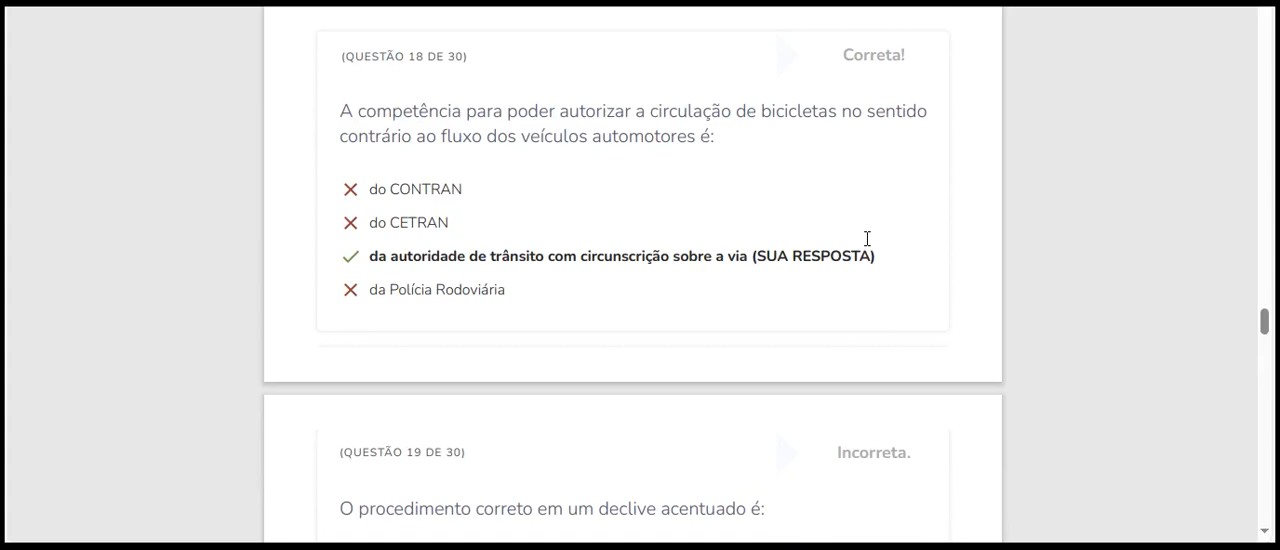 (QUESTÃO 18 DE 30)
Correta!
A competência para poder autorizar a circulação de bicicletas no sentido
contrário ao fluxo dos veículos automotores é:
do CONTRAN
do CETRAN
da autoridade de trânsito com circunscrição sobre a via (SUA RESPOSTA)
da Polícia Rodoviária
(QUESTÃO 19 DE 30)
Incorreta.
O procedimento correto em um declive acentuado é: